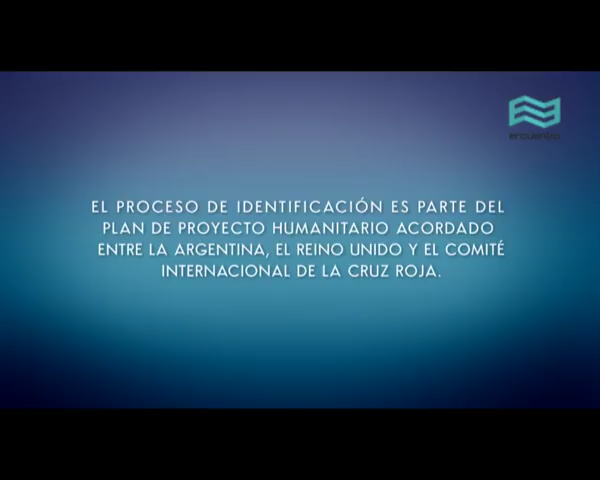 encuentro
EL PROCESO DE IDENTIFICACIÓN ES PARTE DEL
PLAN DE PROYECTO HUMANITARIO ACORDADO
ENTRE LA ARGENTINA, EL REINO UNIDO Y EL COMITÉ
INTERNACIONAL DE LA CRUZ ROJA.